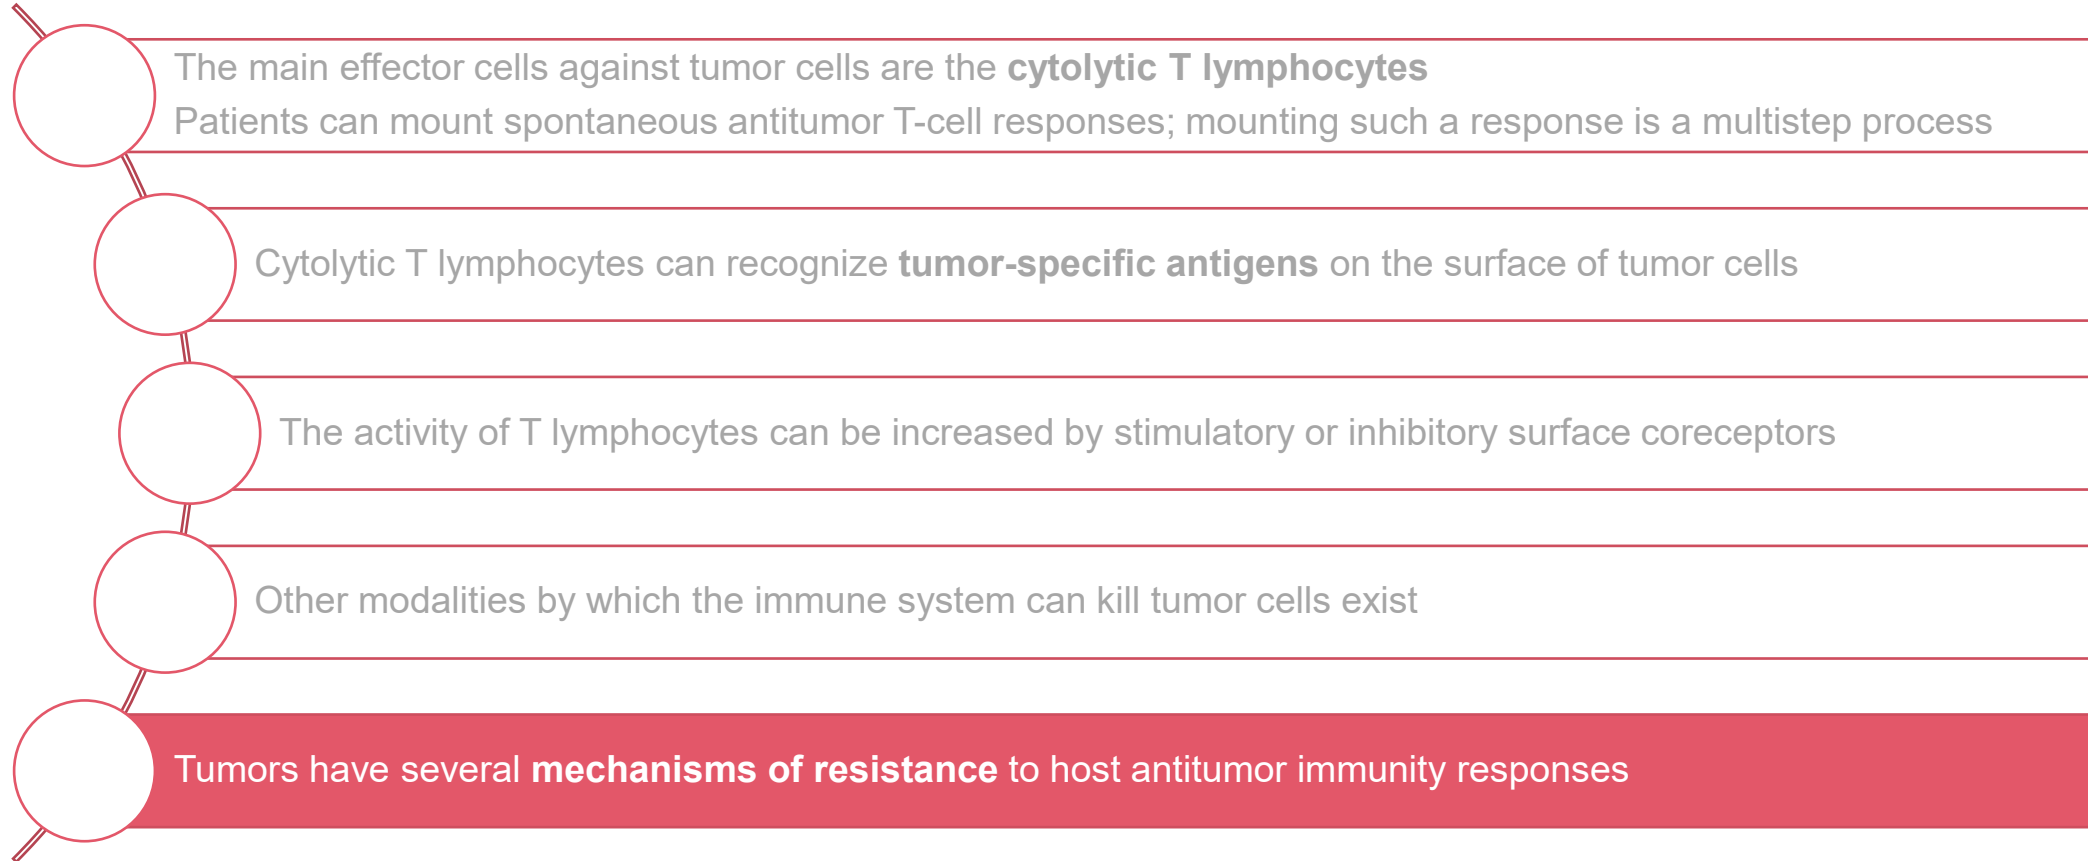 The main effector cells against tumor cells are the cytolytic T lymphocytes
Patients can mount spontaneous antitumor T-cell responses; mounting such a response is a multistep process
Cytolytic T lymphocytes can recognize tumor-specific antigens on the surface of tumor cells
The activity of T lymphocytes can be increased by stimulatory or inhibitory surface coreceptors
Other modalities by which the immune system can kill tumor cells exist
Tumors have several mechanisms of resistance to host antitumor immunity responses